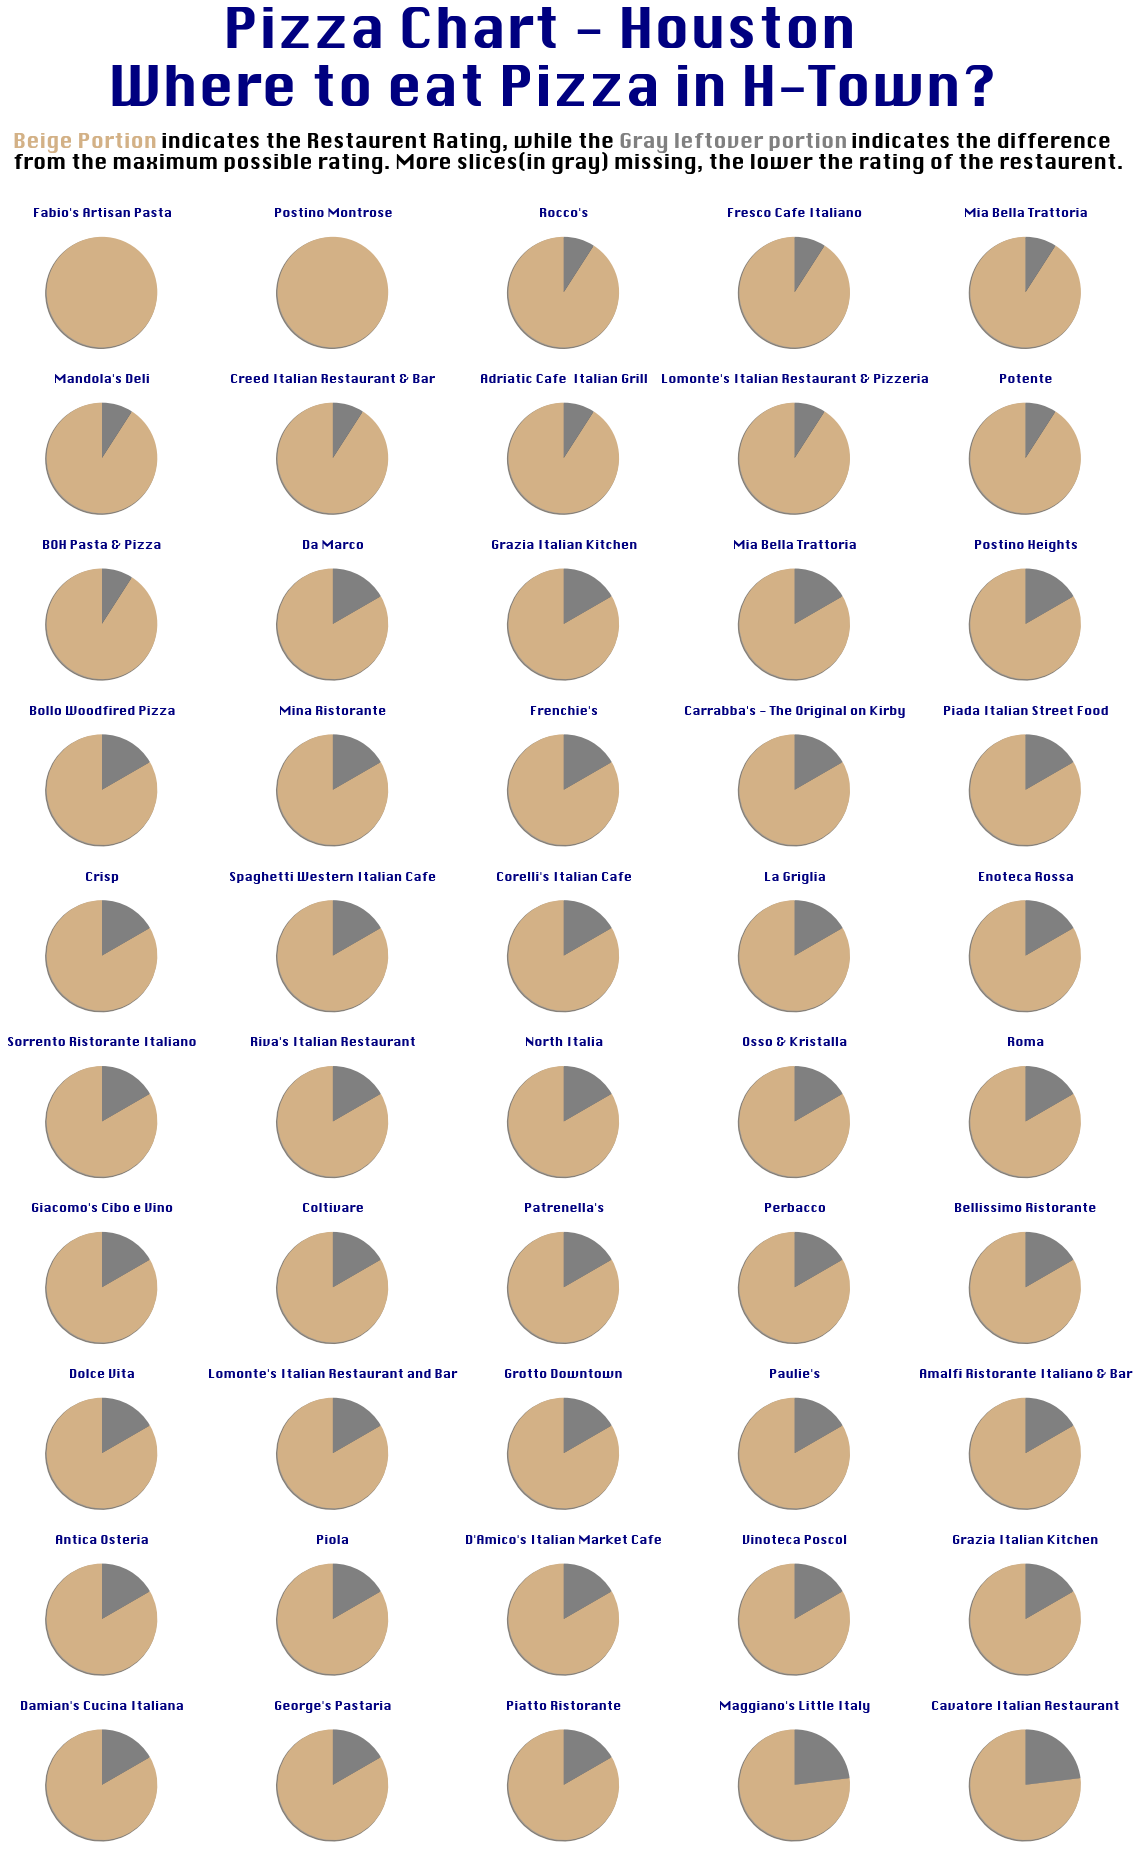 Pizza Chart - Houston
Where to eat Pizza in H-Town?
Beige Portion indicates the Restaurent Rating, while the Gray leftover portion indicates the difference
from the maximum possible rating. More slices(in gray) missing, the lower the rating of the restaurent.
Fabio's Artisan Pasta
Postino Montrose
Rocco's
Fresco Cafe Italiano
Mia Bella Trattoria
Mandola's Deli
Creed Italian Restaurant & Bar
Adriatic Cafe  Italian Grill
Lomonte's Italian Restaurant & Pizzeria
Potente
BOH Pasta & Pizza
Da Marco
Grazia Italian Kitchen
Mia Bella Trattoria
Postino Heights
Bollo Woodfired Pizza
Mina Ristorante
Frenchie's
Carrabba's - The Original on Kirby
Piada Italian Street Food
Crisp
Spaghetti Western Italian Cafe
Corelli's Italian Cafe
La Griglia
Enoteca Rossa
Sorrento Ristorante Italiano
Riva's Italian Restaurant
North Italia
Osso & Kristalla
Roma
Giacomo's Cibo e Vino
Coltivare
Patrenella's
Perbacco
Bellissimo Ristorante
Dolce Vita
Lomonte's Italian Restaurant and Bar
Grotto Downtown
Paulie's
Amalfi Ristorante Italiano & Bar
Antica Osteria
Piola
D'Amico's Italian Market Cafe
Vinoteca Poscol
Grazia Italian Kitchen
Damian's Cucina Italiana
George's Pastaria
Piatto Ristorante
Maggiano's Little Italy
Cavatore Italian Restaurant